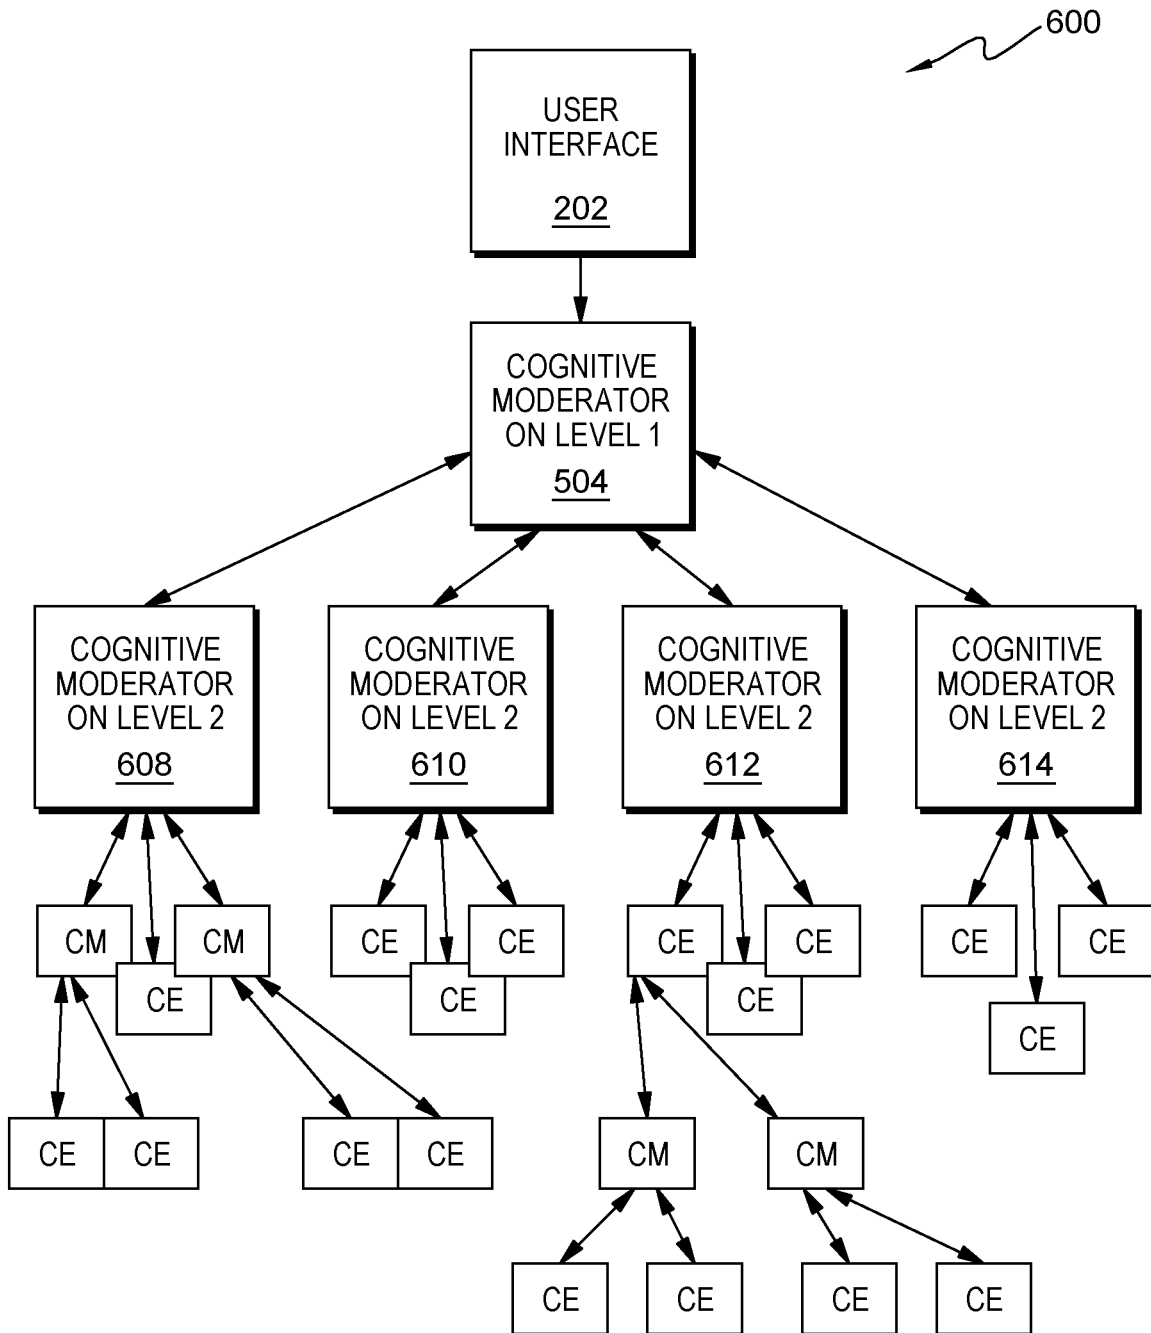 600
USER
INTERFACE
202
COGNITIVE
MODERATOR
ON LEVEL 1
504
COGNITIVE
MODERATOR
ON LEVEL 2
608
COGNITIVE
MODERATOR
ON LEVEL 2
610
COGNITIVE
MODERATOR
ON LEVEL 2
612
COGNITIVE
MODERATOR
ON LEVEL 2
614
CM
CE
CM
CE
CE
CE
CE
CE
CE
CE
CE
CE
CE
CE
CE
CE
CM
CM
CE
CE
CE
CE